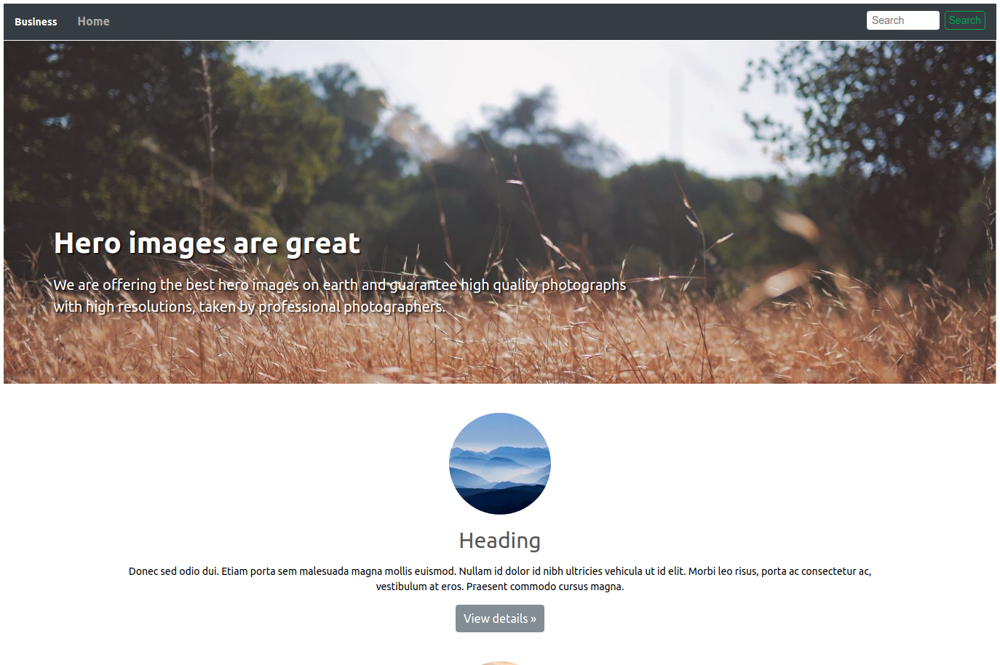 Business Home Search Search
Hero images are great
We are offering the best hero images on earth and guarantee high quality photographs
with high resolutions, taken by professional photographers.
Heading
Donec sed odio dui. Etiam porta sem malesuada magna mollis euismod. Nullam id dolor id nibh ultricies vehicula ut id elit. Morbi leo risus, porta ac consectetur ac,
vestibulum at eros. Praesent commodo cursus magna.
View details »